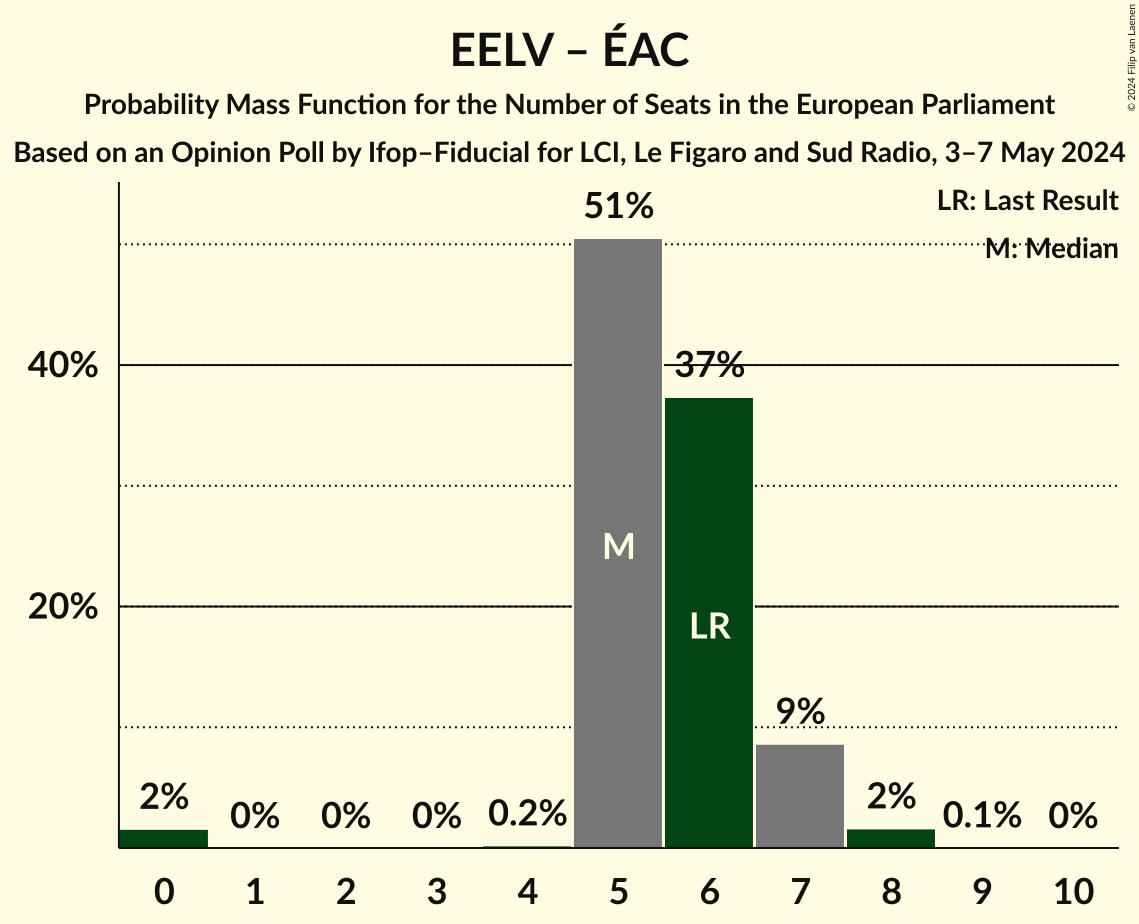 EELV – ÉAC
Probability Mass Function for the Number of Seats in the European Parliament
Based on an Opinion Poll by Ifop–Fiducial for LCI, Le Figaro and Sud Radio, 3–7 May 2024
© 2024 Filip van Laenen
LR: Last Result
M: Median
51%
40%
37%
M
20%
LR
9%
2%
0%
0%
0%
0.2%
2%
0.1%
0%
0 1 2 3 4 5 6 7 8 9 10